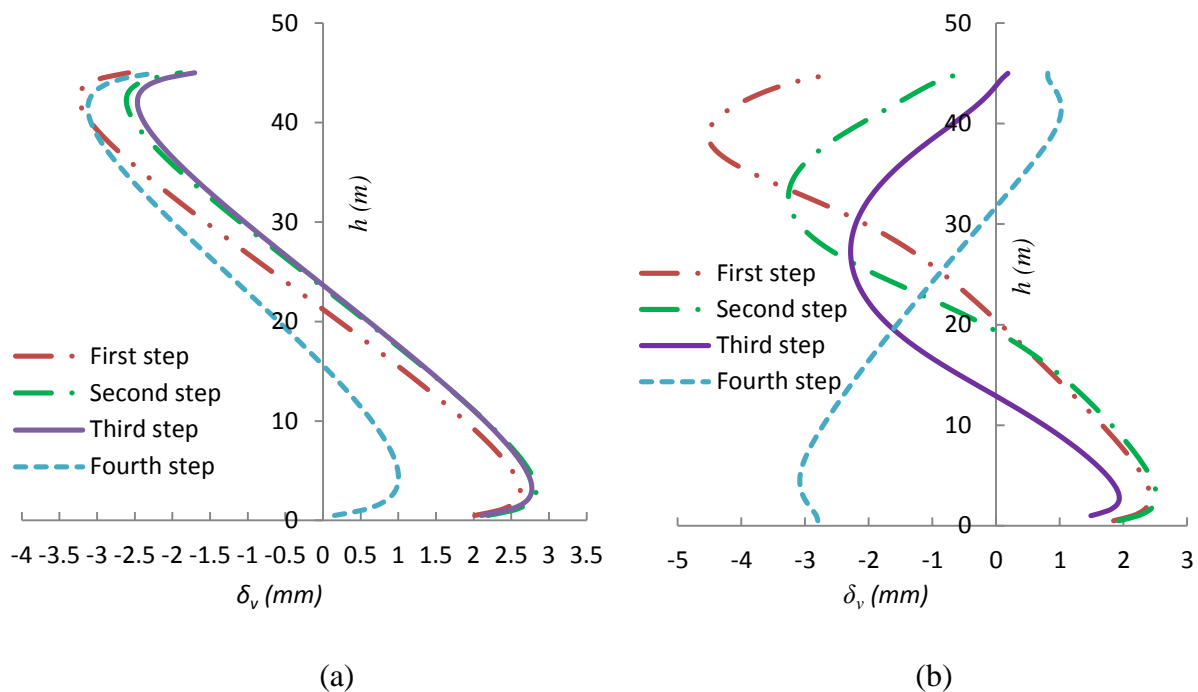 50
40
30
20
10
0
h (m)
First step
Second step
Third step
Fourth step
-4 -3.5 -3 -2.5 -2 -1.5 -1 -0.5 0 0.5 1 1.5 2 2.5 3 3.5
δv (mm)
(a)
50
40
30
20
10
0
h (m)
First step
Second step
Third step
Fourth step
-5 -4 -3 -2 -1 0 1 2 3
δv (mm)
(b)